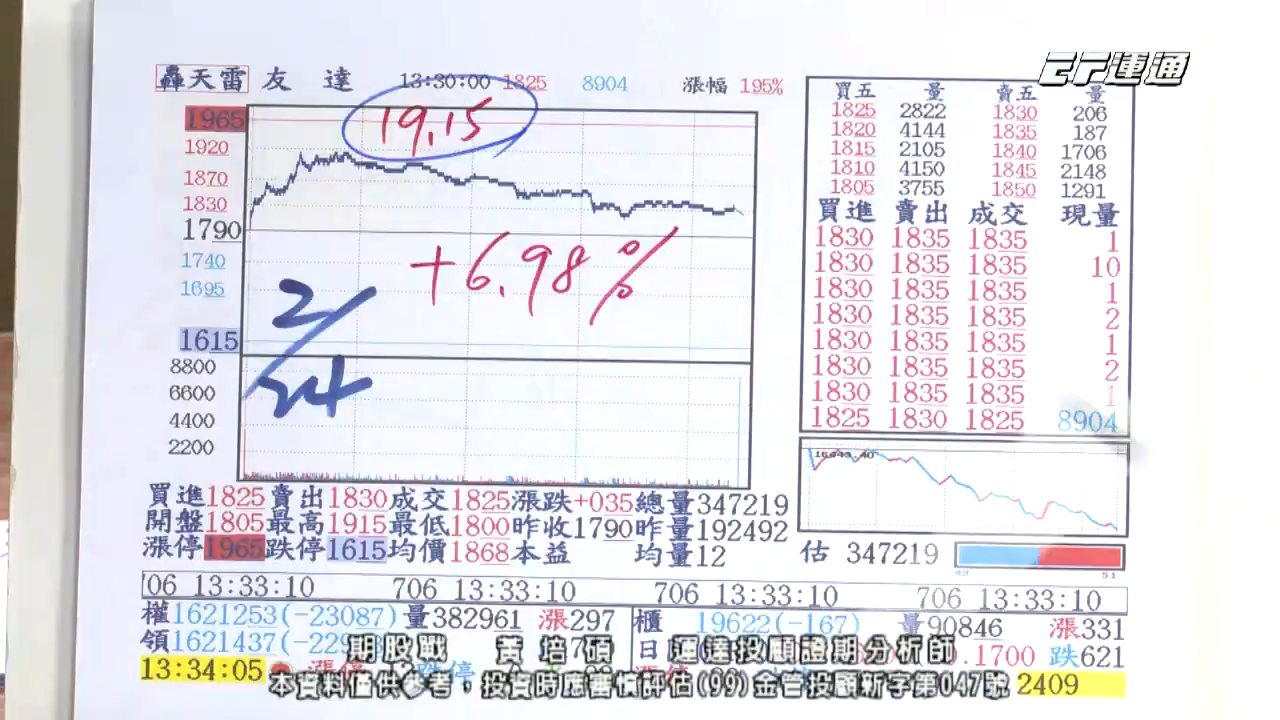 轟天雷 友 達 13:30:00 1825 8904 漲幅 195%
運通
19.15
+6.98%
2/24
1965
1920
1870
1830
1790
1740
1695
1615
8800
6600
4400
2200
買五 量 賣五 量
1825 2822 1830 206
1820 4144 1835 187
1815 2105 1840 1706
1810 4150 1845 2148
1805 3755 1850 1291
買進 賣出 成交 現量
1830 1835 1835 1
1830 1835 1835 10
1830 1835 1835 1
1830 1835 1835 2
1830 1835 1835 1
1830 1835 1835 2
1830 1835 1835 1
1825 1830 1825 8904
買進1825賣出1830成交1825漲跌+035總量347219
開盤1805最高1915最低1800昨收1790昨量192492
漲停1965跌停1615均價1868本益 均量12
估 347219
49 51
706 13:33:10 706 13:33:10 706 13:33:10 706 13:33:10
權1621253(-23087)量382961 漲297 櫃 19622(-167) 量90846 漲331
領1621437 跌621
期股戰 黃培碩 運達投顧證期分析師
13:34:05 2409
本資料僅供參考，投資時應審慎評估(99)金管投顧新字第047號